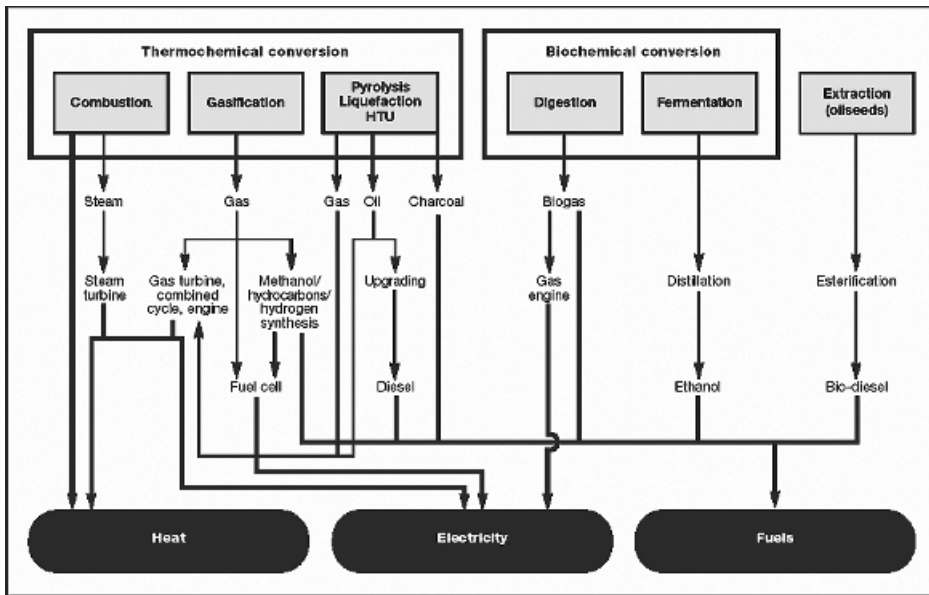 Thermochemical conversion
Biochemical conversion
Combustion.
Gasification
Pyrolysis
Liquefaction
HTU
Digestion
Fermentation
Extraction
(oilseeds)
Steam
Gas
Gas
Oil
Charcoal
Biogas
Steam
turbine
Gas turbine,
combined
cycle, engine
Methanol/
hydrocarbons/
hydrogen
synthesis
Upgrading
Gas
engine
Distillation
Esterification
Fuel cell
Diesel
Ethanol
Bio-diesel
Heat
Electricity
Fuels